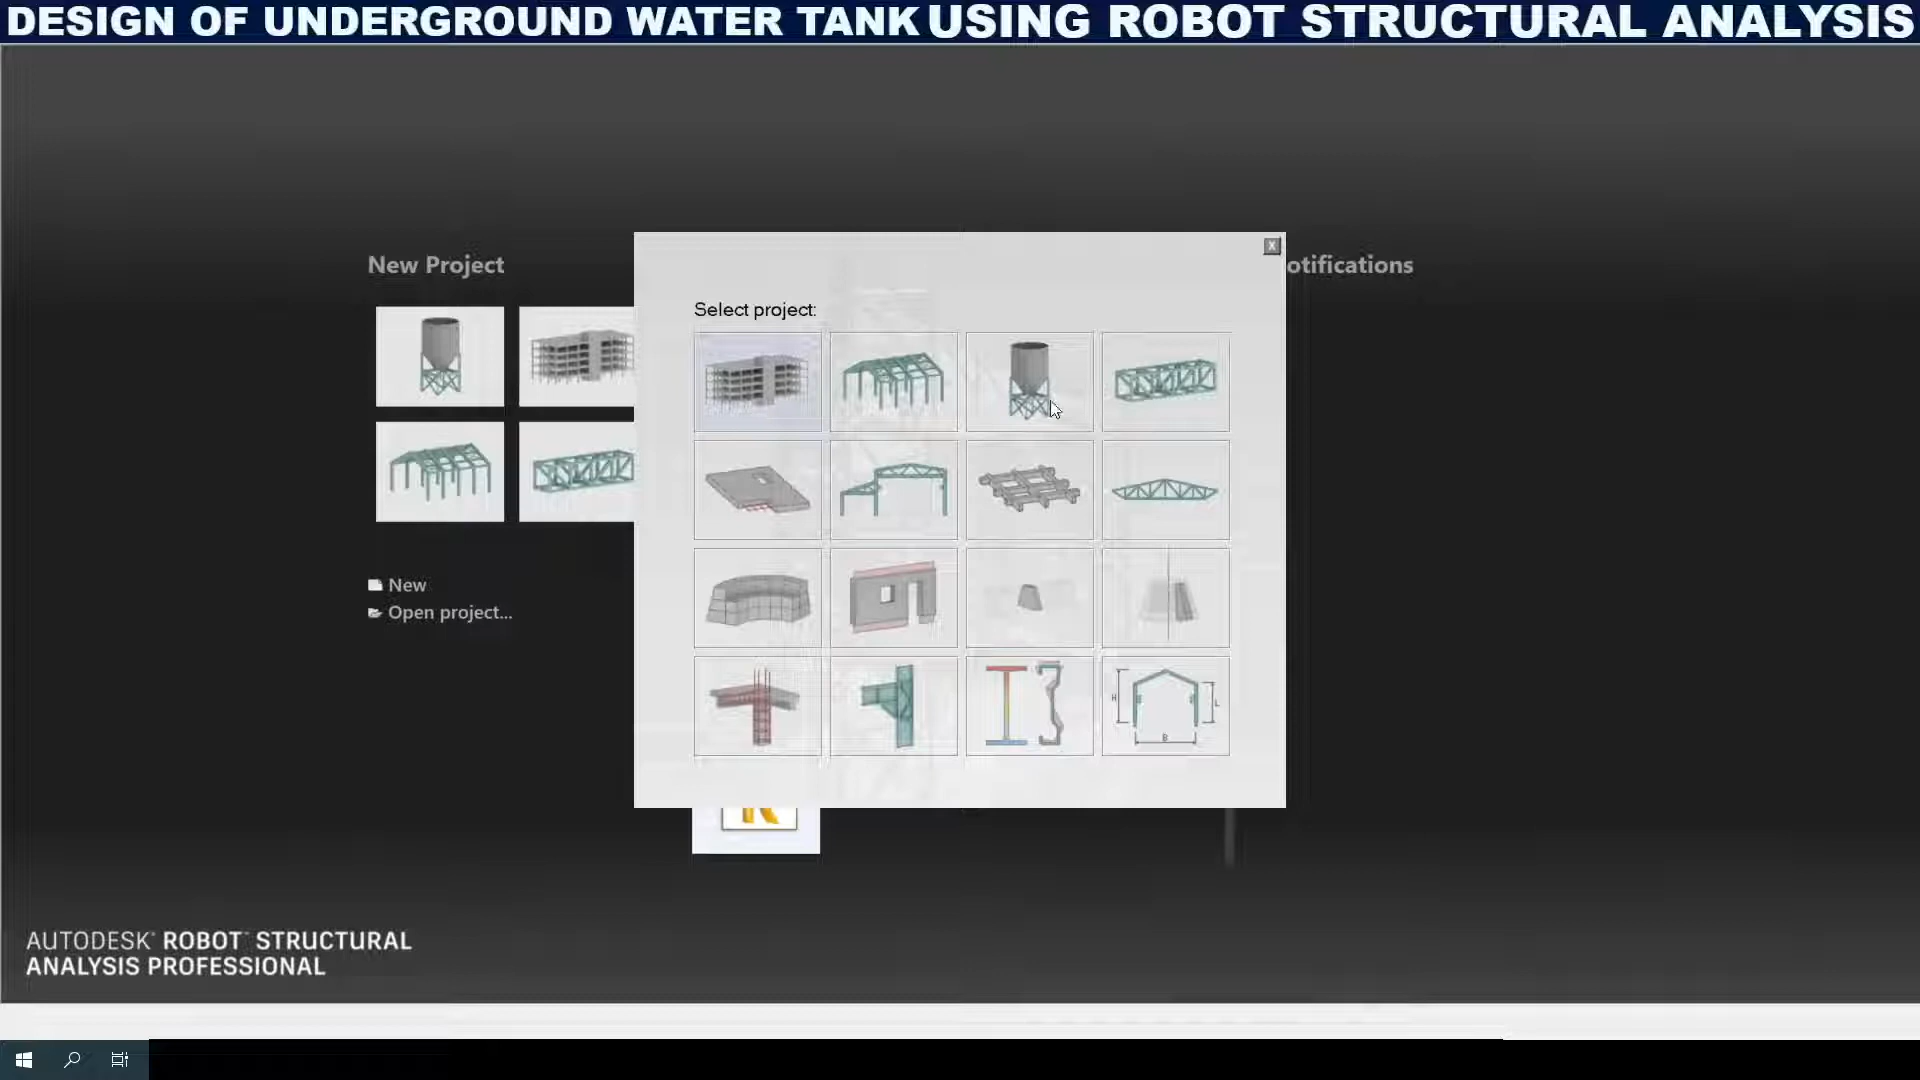 DESIGN OF UNDERGROUND WATER TANK USING ROBOT STRUCTURAL ANALYSIS
New Project
otifications
X
Select project:
New
Open project...
H
L
B
AUTODESK ROBOT STRUCTURAL
ANALYSIS PROFESSIONAL